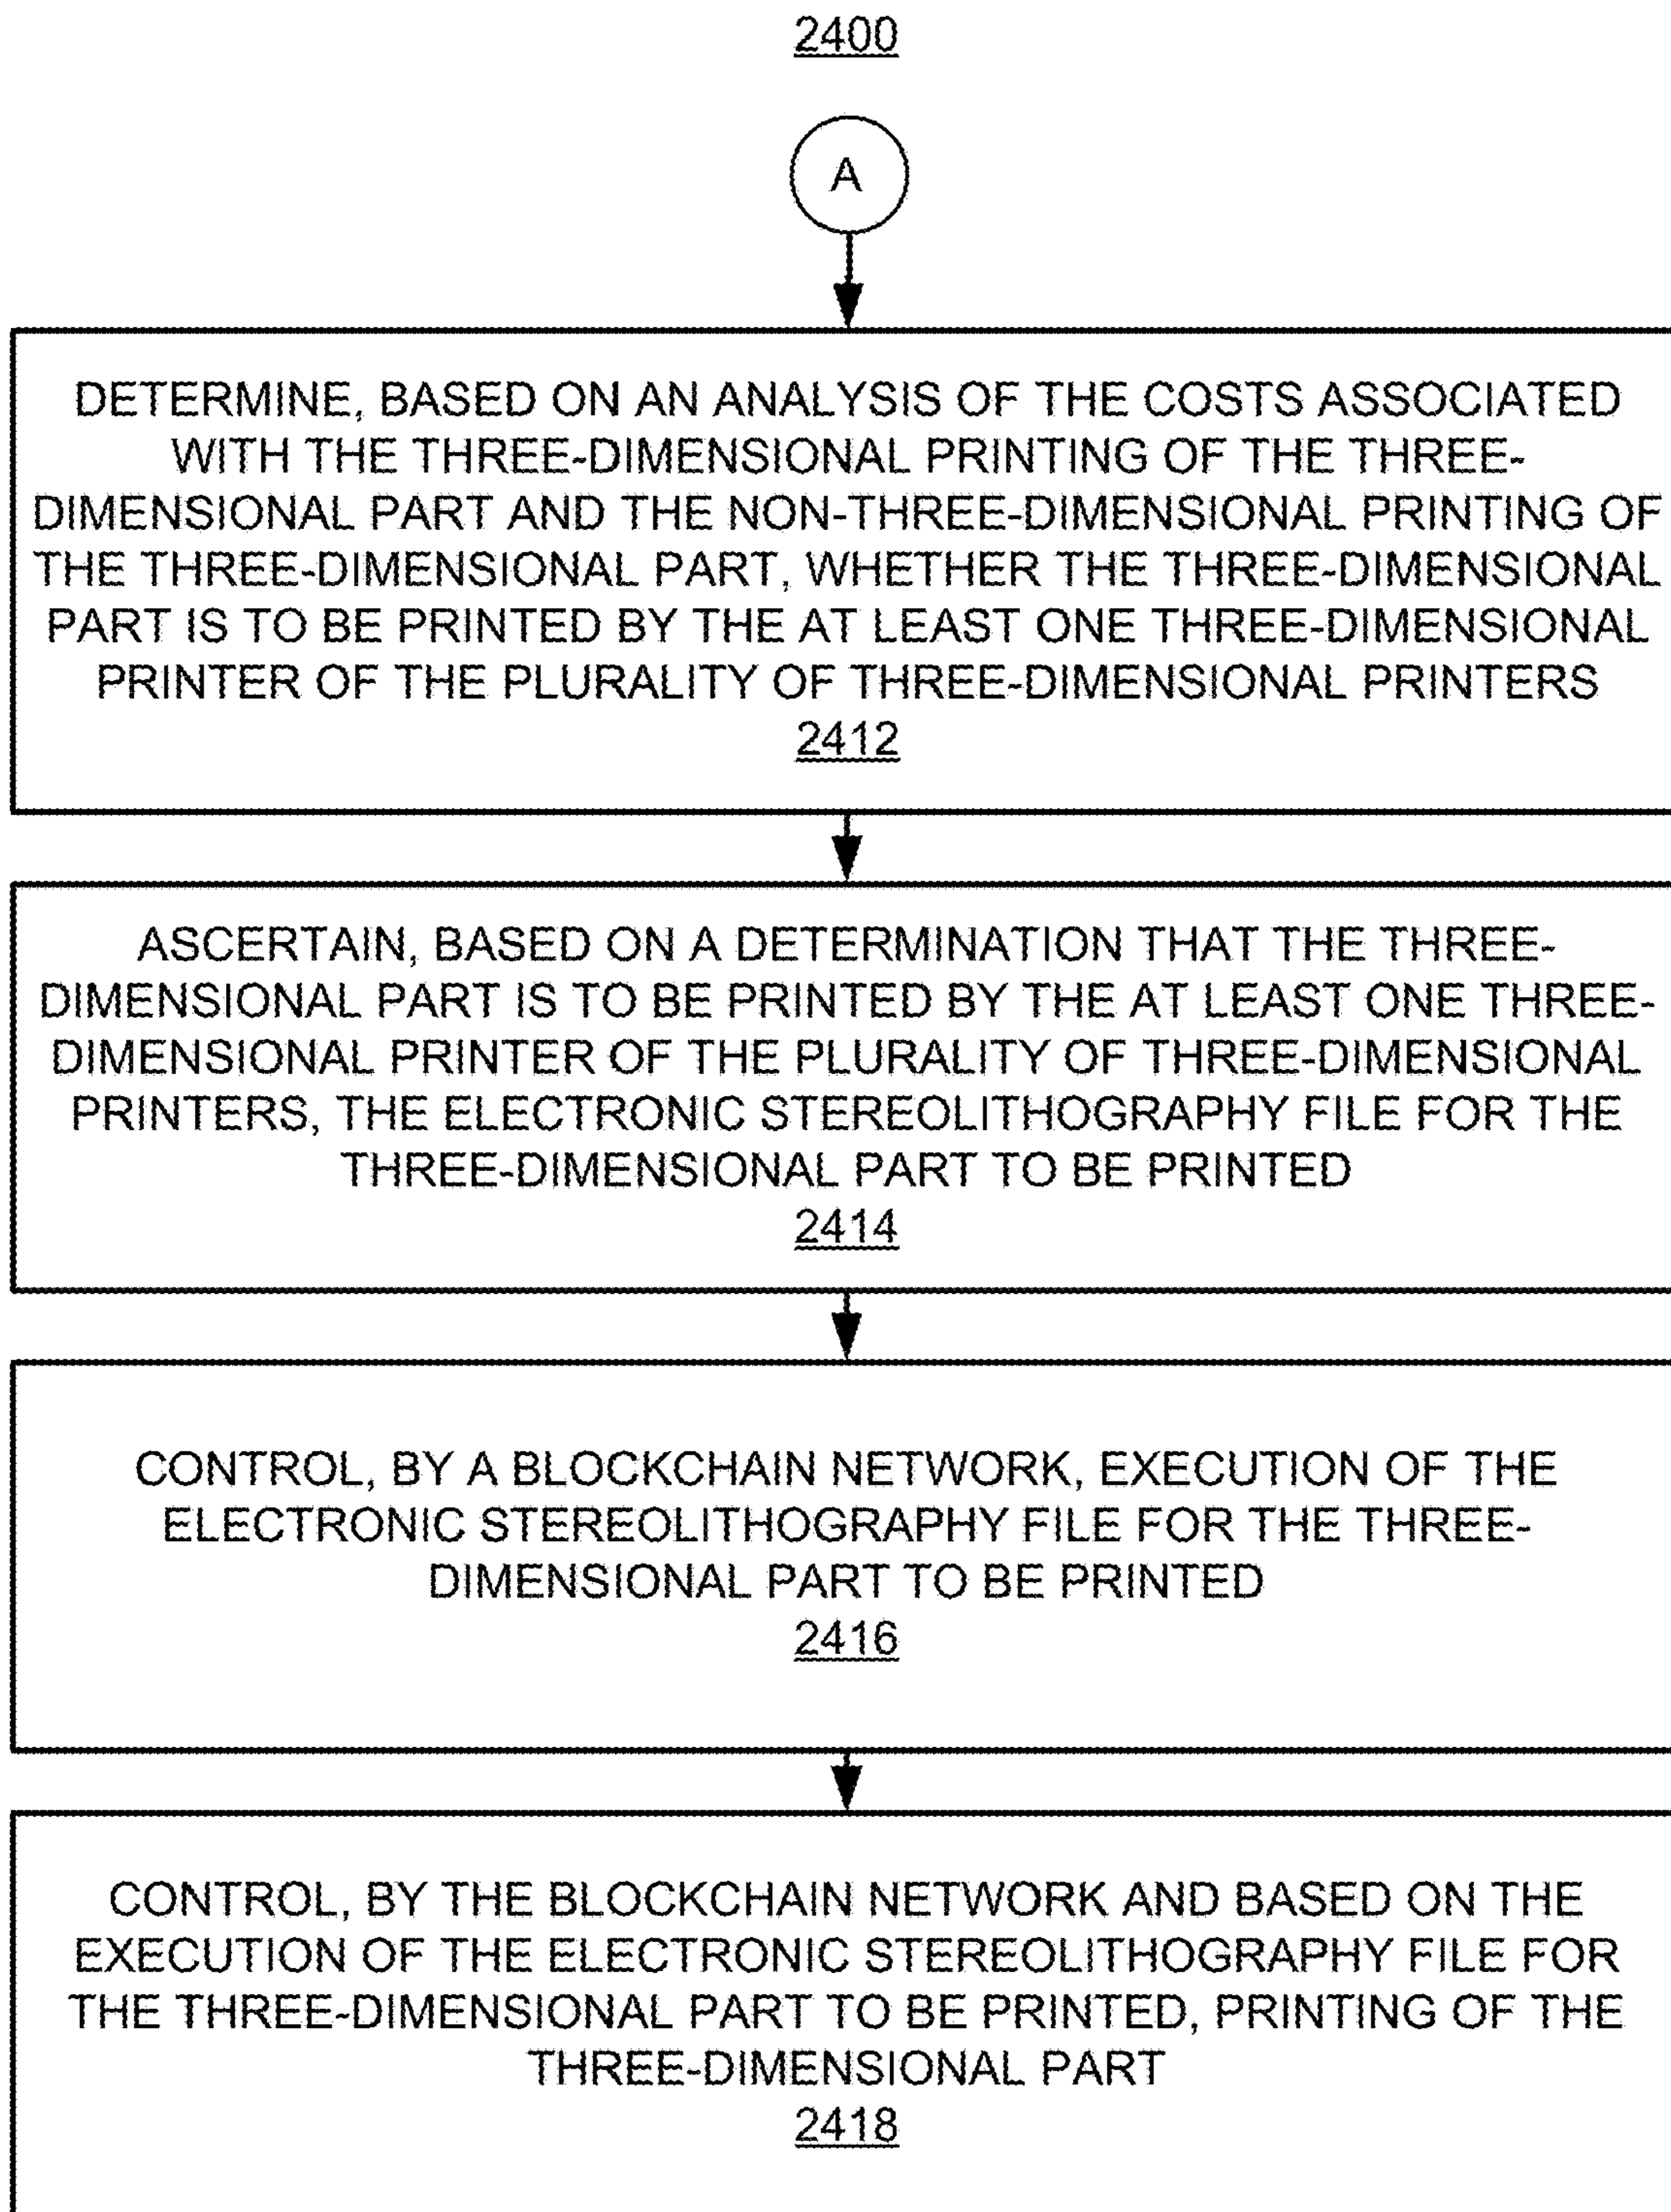 2400
A
DETERMINE, BASED ON AN ANALYSIS OF THE COSTS ASSOCIATED
WITH THE THREE-DIMENSIONAL PRINTING OF THE THREE-
DIMENSIONAL PART AND THE NON-THREE-DIMENSIONAL PRINTING OF
THE THREE-DIMENSIONAL PART, WHETHER THE THREE-DIMENSIONAL
PART IS TO BE PRINTED BY THE AT LEAST ONE THREE-DIMENSIONAL
PRINTER OF THE PLURALITY OF THREE-DIMENSIONAL PRINTERS
2412
ASCERTAIN, BASED ON A DETERMINATION THAT THE THREE-
DIMENSIONAL PART IS TO BE PRINTED BY THE AT LEAST ONE THREE-
DIMENSIONAL PRINTER OF THE PLURALITY OF THREE-DIMENSIONAL
PRINTERS, THE ELECTRONIC STEREOLITHOGRAPHY FILE FOR THE
THREE-DIMENSIONAL PART TO BE PRINTED
2414
CONTROL, BY A BLOCKCHAIN NETWORK, EXECUTION OF THE
ELECTRONIC STEREOLITHOGRAPHY FILE FOR THE THREE-
DIMENSIONAL PART TO BE PRINTED
2416
CONTROL, BY THE BLOCKCHAIN NETWORK AND BASED ON THE
EXECUTION OF THE ELECTRONIC STEREOLITHOGRAPHY FILE FOR
THE THREE-DIMENSIONAL PART TO BE PRINTED, PRINTING OF THE
THREE-DIMENSIONAL PART
2418